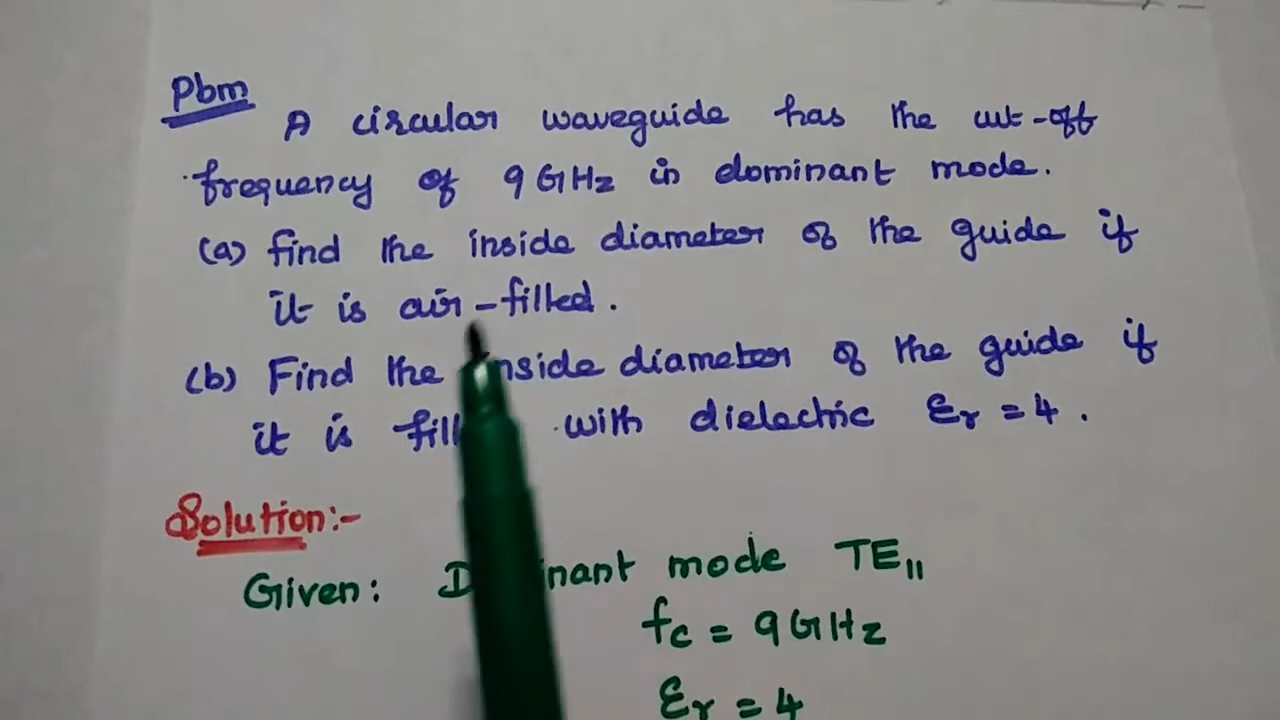 Pbm
A circular waveguide has the cut-off
frequency of 9 GHz in dominant mode.
(a) find the inside diameter of the guide if
it is air-filled.
(b) Find the inside diameter of the guide if
it is with dielectric εr = 4.
Solution:-
Given: Dominant mode TE11
fc = 9 GHz
εr = 4